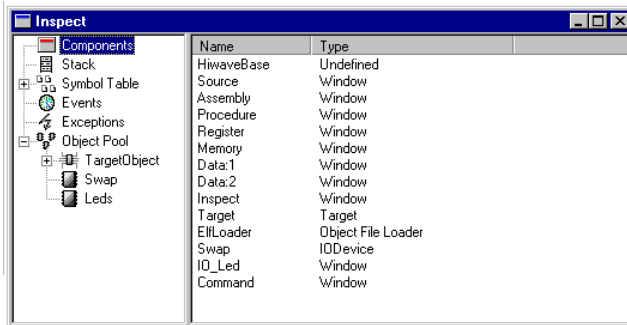 Inspect
Components
Stack
Symbol Table
Events
Exceptions
Object Pool
TargetObject
Swap
Leds
Name Type
HiwaveBase Undefined
Source Window
Assembly Window
Procedure Window
Register Window
Memory Window
Data:1 Window
Data:2 Window
Inspect Window
Target Target
ElfLoader Object File Loader
Swap IODevice
IO_Led Window
Command Window